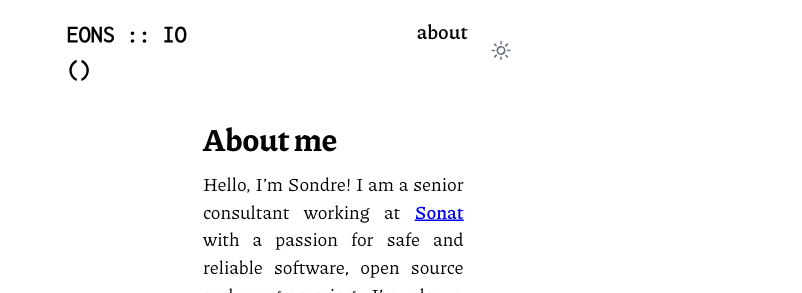 EONS :: IO
()
about
About me
Hello, I'm Sondre! I am a senior
consultant working at Sonat
with a passion for safe and
reliable software, open source